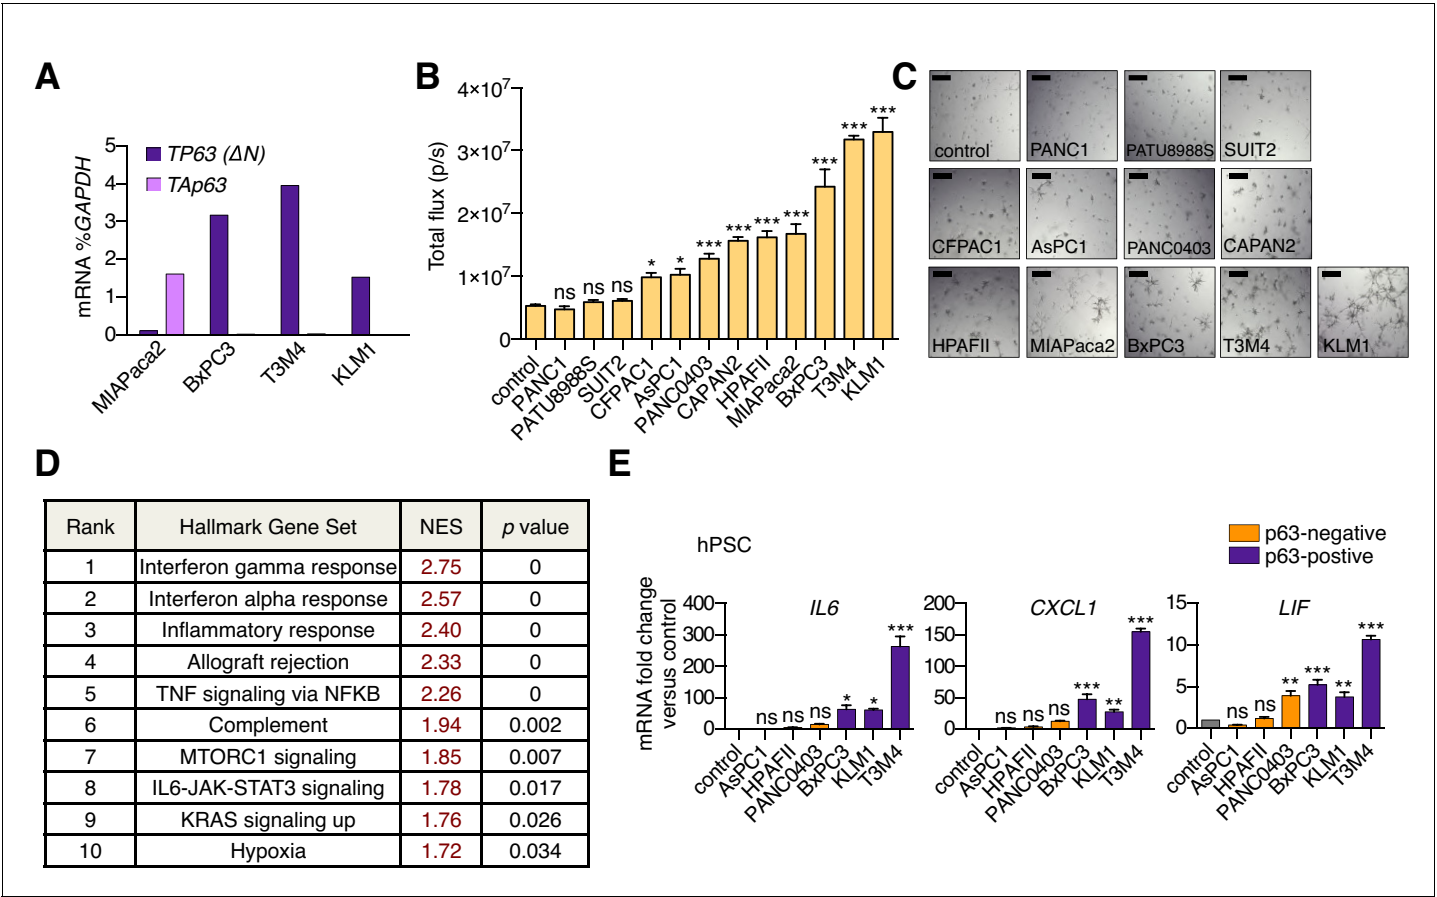 A
mRNA %GAPDH
5
4
3
2
1
0
TP63 (ΔN)
TAp63
MIAPaca2
BxPC3
T3M4
KLM1
B
Total flux (p/s)
4×10⁷
3×10⁷
2×10⁷
1×10⁷
0
ns
ns
ns
*
*
***
***
***
***
***
***
***
control
PANC1
PATU8988S
SUIT2
CFPAC1
AsPC1
PANC0403
CAPAN2
HPAFII
MIAPaca2
BxPC3
T3M4
KLM1
C
control
PANC1
PATU8988S
SUIT2
CFPAC1
AsPC1
PANC0403
CAPAN2
HPAFII
MIAPaca2
BxPC3
T3M4
KLM1
D
Rank Hallmark Gene Set NES p value
1 Interferon gamma response 2.75 0
2 Interferon alpha response 2.57 0
3 Inflammatory response 2.40 0
4 Allograft rejection 2.33 0
5 TNF signaling via NFKB 2.26 0
6 Complement 1.94 0.002
7 MTORC1 signaling 1.85 0.007
8 IL6-JAK-STAT3 signaling 1.78 0.017
9 KRAS signaling up 1.76 0.026
10 Hypoxia 1.72 0.034
E
hPSC
p63-negative
p63-postive
mRNA fold change
versus control
IL6
400
300
200
100
0
ns
ns
ns
*
*
***
control
AsPC1
HPAFII
PANC0403
BxPC3
KLM1
T3M4
CXCL1
200
150
100
50
0
ns
ns
ns
***
**
***
control
AsPC1
HPAFII
PANC0403
BxPC3
KLM1
T3M4
LIF
15
10
5
0
ns
ns
**
***
**
***
control
AsPC1
HPAFII
PANC0403
BxPC3
KLM1
T3M4